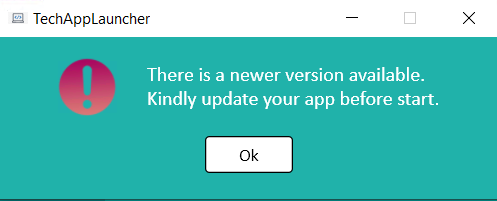 TechAppLauncher
There is a newer version available.
Kindly update your app before start.
Ok